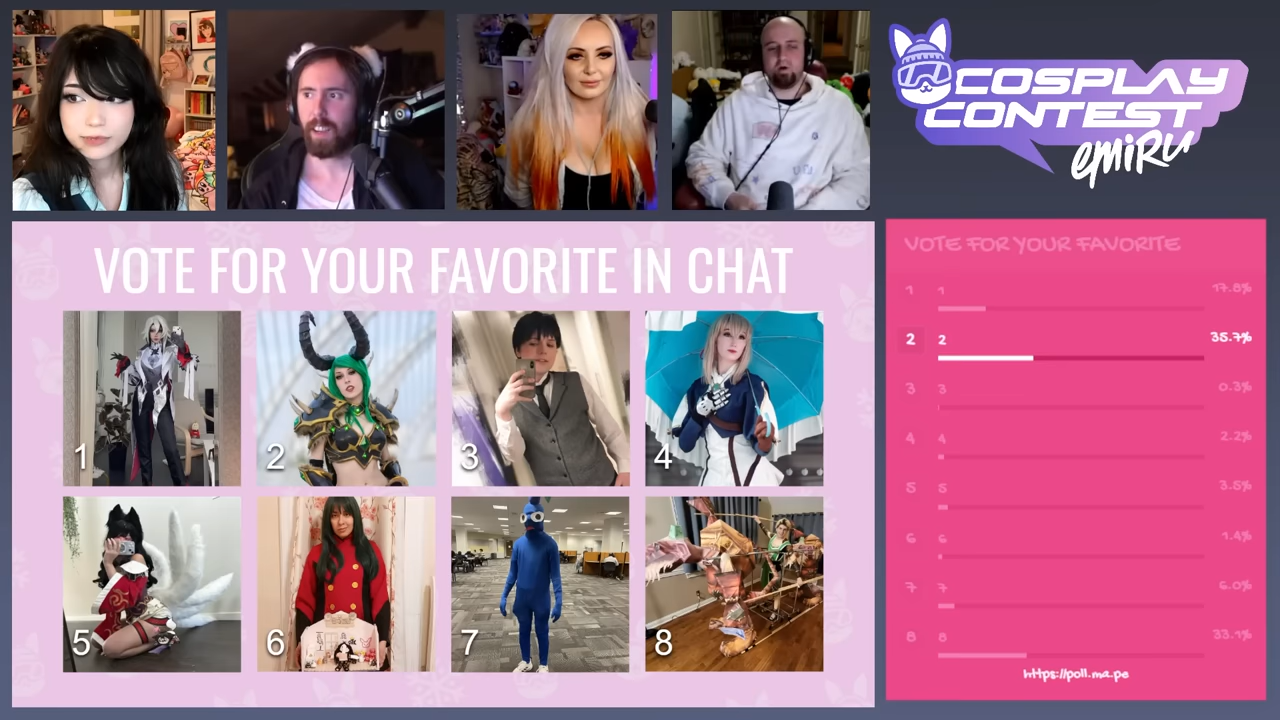 COSPLAY
CONTEST
emiru
VOTE FOR YOUR FAVORITE IN CHAT
1
2
3
4
5
6
7
8
VOTE FOR YOUR FAVORITE
1 1 17.8%
2 2 35.7%
3 3 0.3%
4 4 2.2%
5 5 3.5%
6 6 1.4%
7 7 6.0%
8 8 33.1%
https://poll.ma.pe